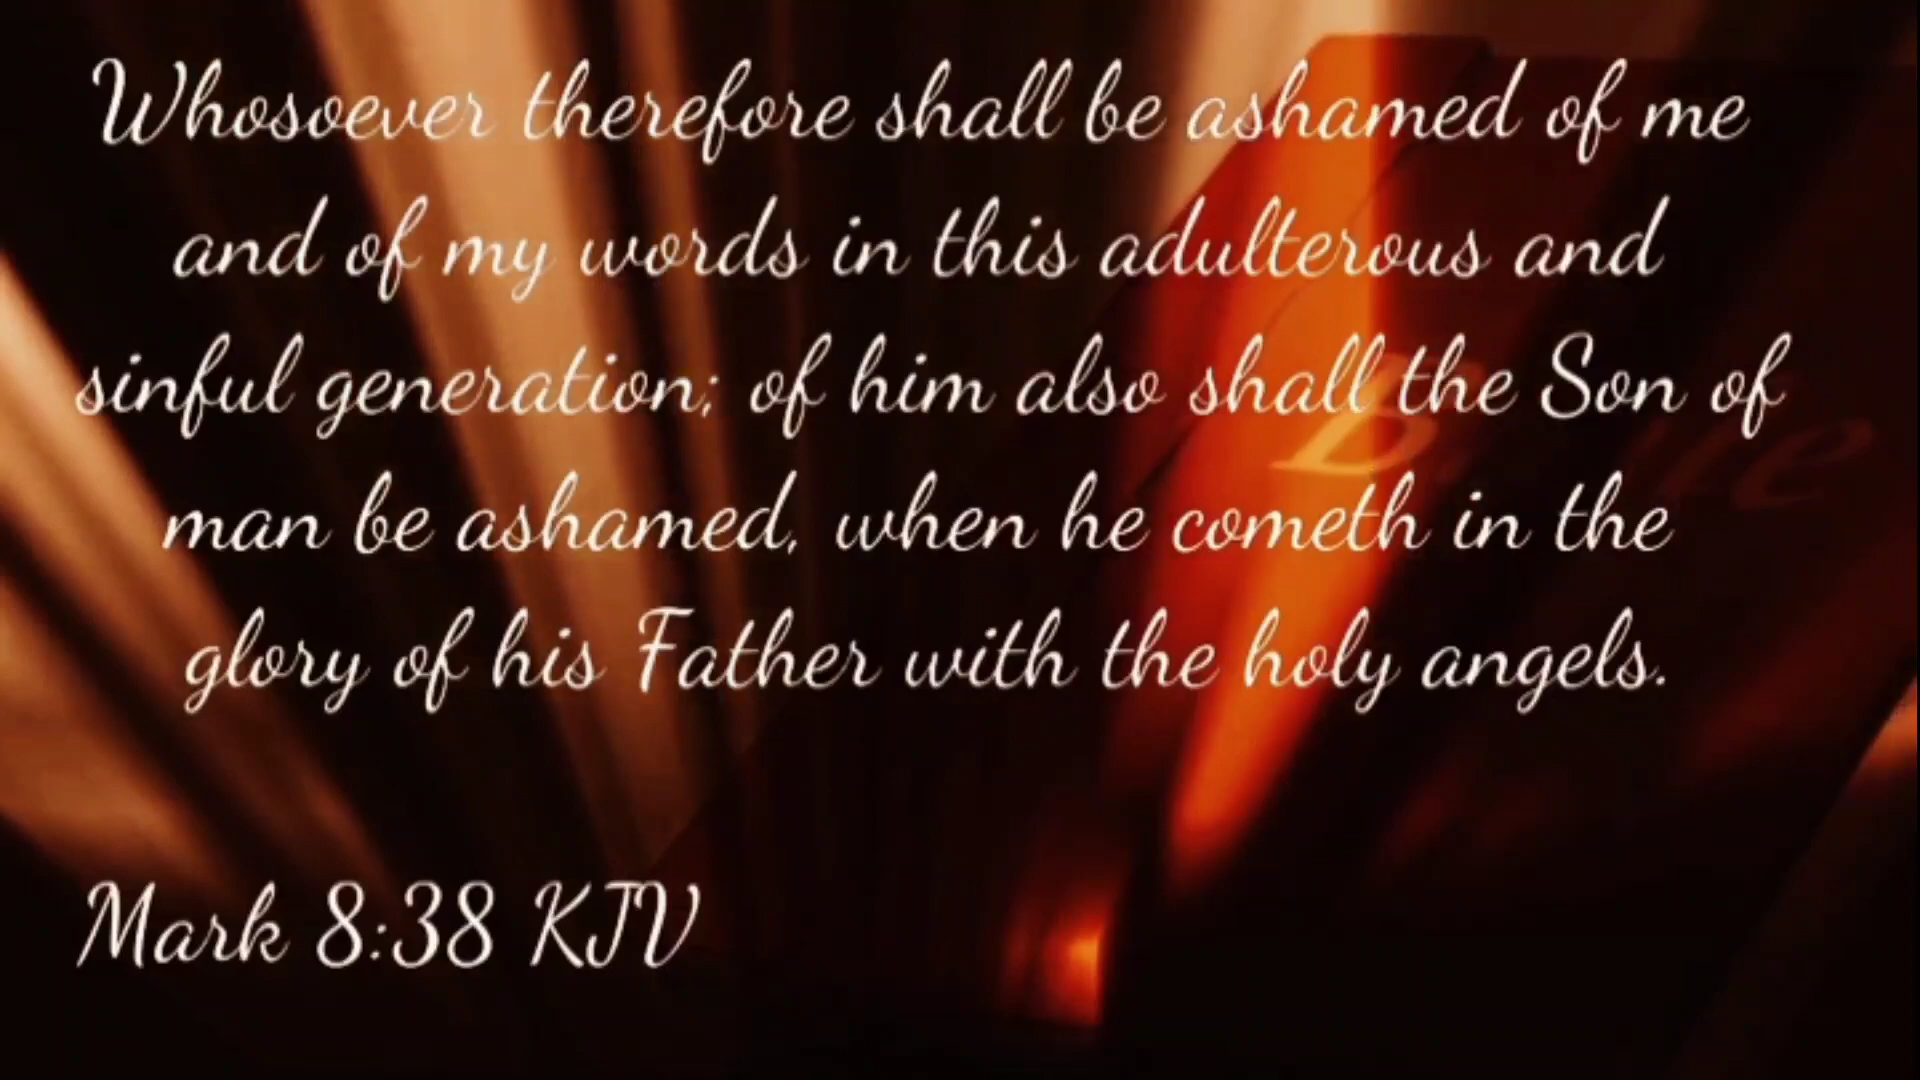 Whosoever therefore shall be ashamed of me
and of my words in this adulterous and
sinful generation; of him also shall the Son of
man be ashamed, when he cometh in the
glory of his Father with the holy angels.
Mark 8:38 KJV